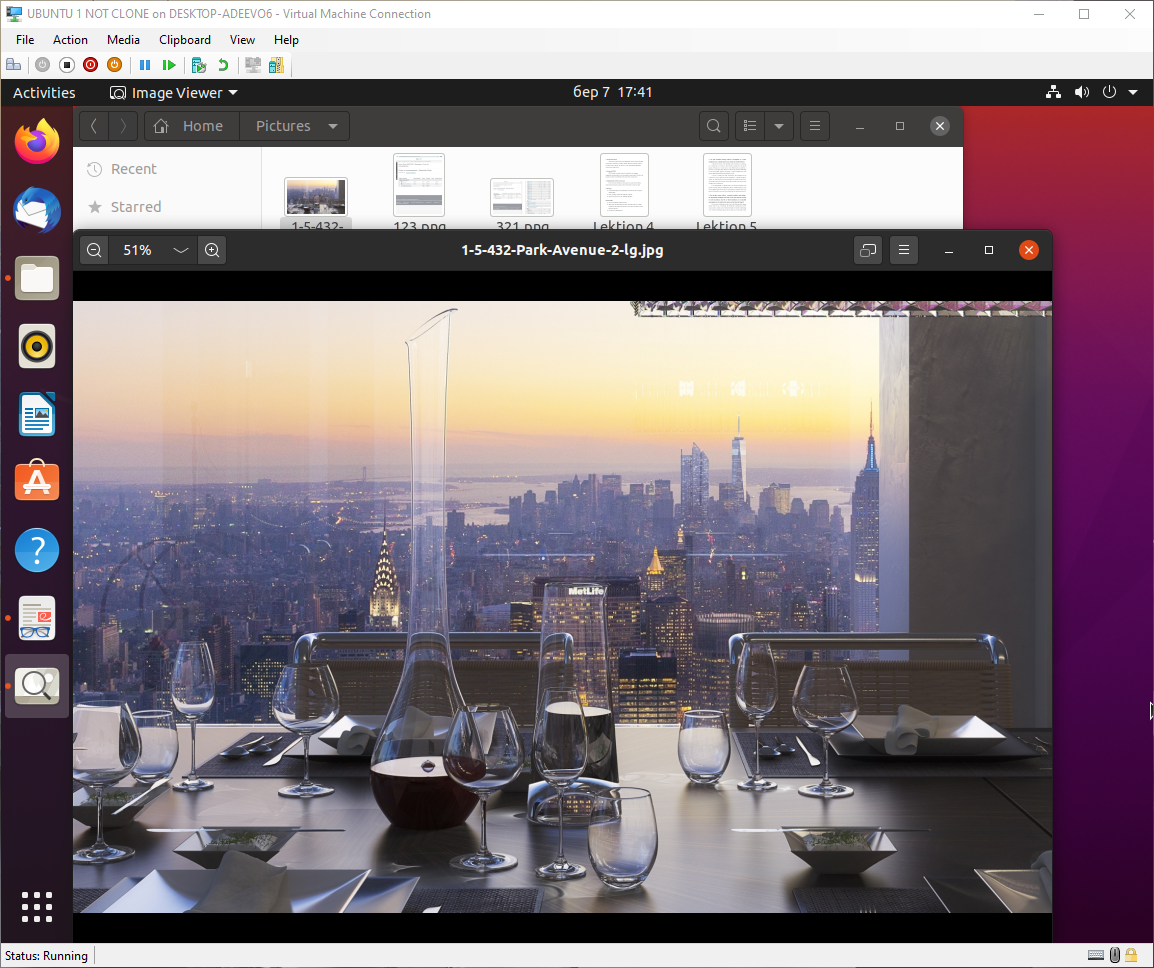 UBUNTU 1 NOT CLONE on DESKTOP-ADEEVO6 - Virtual Machine Connection
File Action Media Clipboard View Help
Activities Image Viewer бер 7 17:41
Home Pictures
Recent
Starred
1-5-432- 123.png 321.png Lektion 4 Lektion 5
51% 1-5-432-Park-Avenue-2-lg.jpg
MetLife
Status: Running